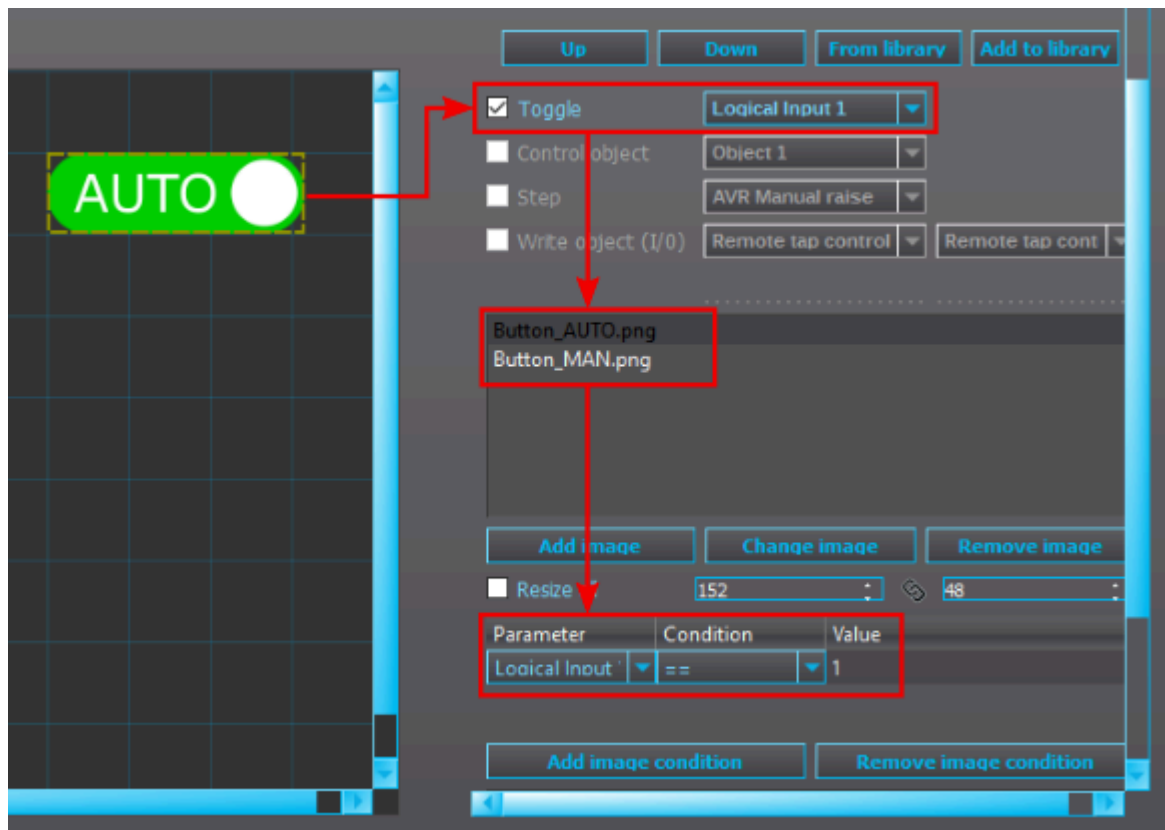 Up Down From library Add to library
AUTO
Toggle Logical Input 1
Control object Object 1
Step AVR Manual raise
Write object (I/0) Remote tap control Remote tap cont
Button_AUTO.png
Button_MAN.png
Add image Change image Remove image
Resize 152 48
Parameter Condition Value
Logical Input == 1
Add image condition Remove image condition